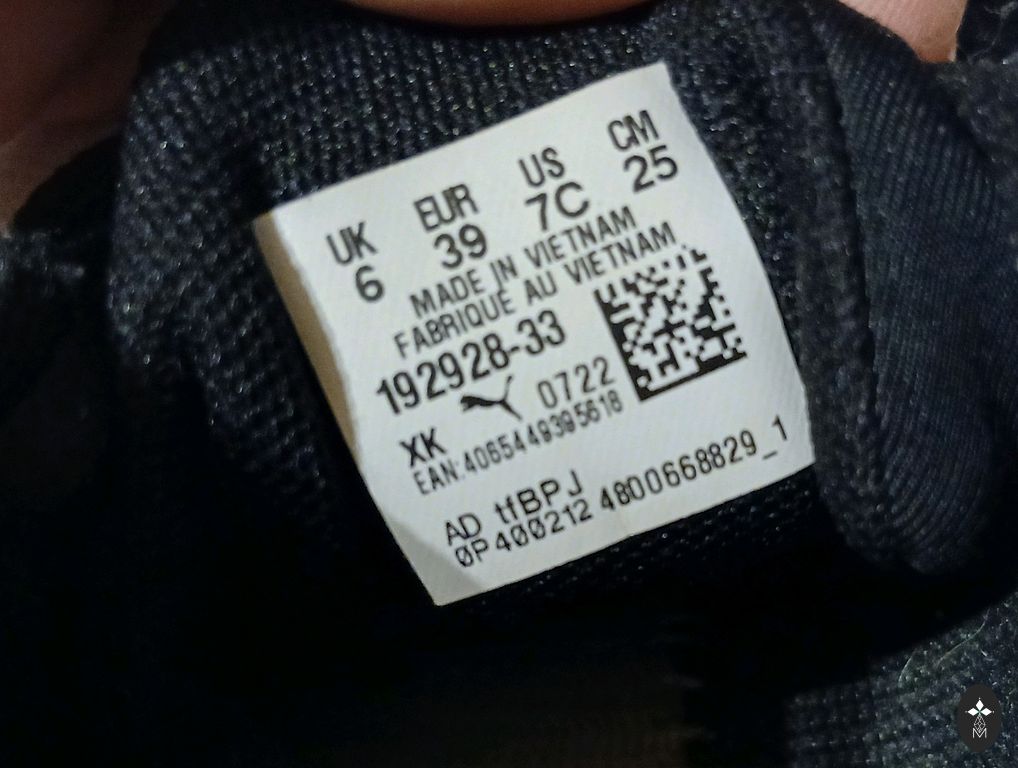 UK EUR US CM
6 39 7C 25
MADE IN VIETNAM
FABRIQUE AU VIETNAM
192928-33
XK 0722
EAN:4065449395618
AD tfBPJ
0P400212 4800668829_1
M